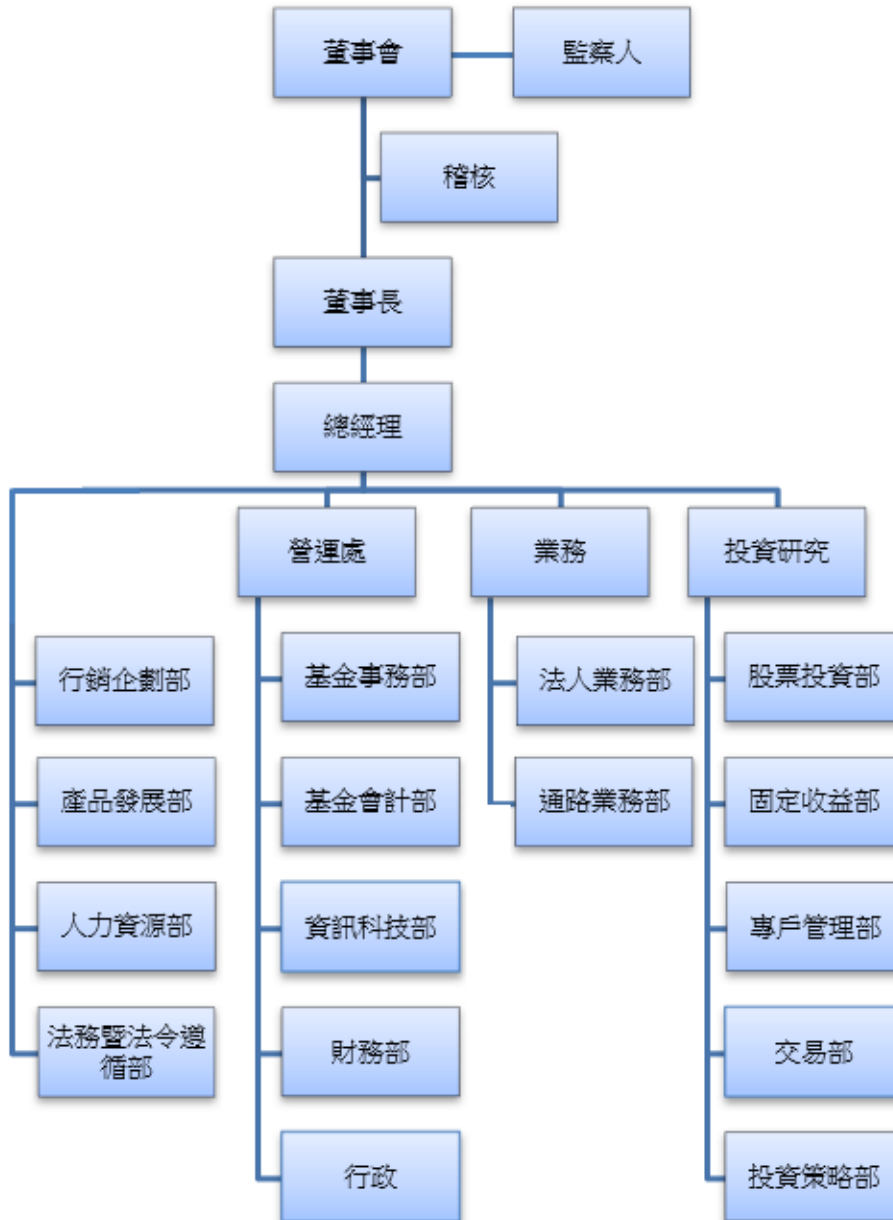 董事會
監察人
稽核
董事長
總經理
營運處
業務
投資研究
行銷企劃部
產品發展部
人力資源部
法務暨法令遵
循部
基金事務部
基金會計部
資訊科技部
財務部
行政
法人業務部
通路業務部
股票投資部
固定收益部
專戶管理部
交易部
投資策略部